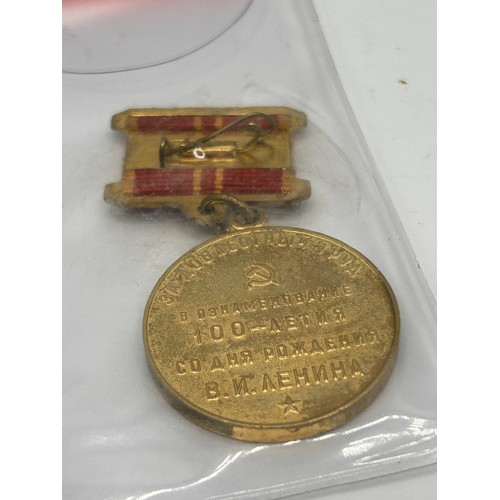 ЗА ДОБЛЕСТНЫЙ ТРУД
В ОЗНАМЕНОВАНИЕ
100-ЛЕТИЯ
СО ДНЯ РОЖДЕНИЯ
В.И. ЛЕНИНА